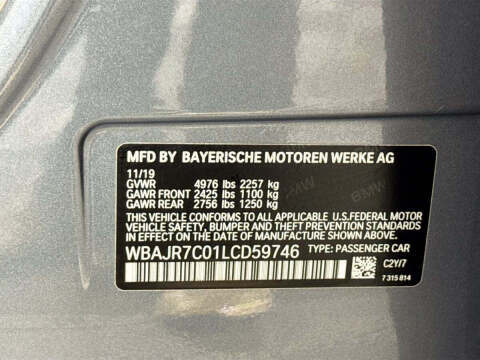 MFD BY BAYERISCHE MOTOREN WERKE AG
11/19
GVWR 4976 lbs 2257 kg
GAWR FRONT 2425 lbs 1100 kg
GAWR REAR 2756 lbs 1250 kg
THIS VEHICLE CONFORMS TO ALL APPLICABLE U.S.FEDERAL MOTOR
VEHICLE SAFETY, BUMPER AND THEFT PREVENTION STANDARDS
IN EFFECT ON THE DATE OF MANUFACTURE SHOWN ABOVE.
WBAJR7C01LCD59746 TYPE: PASSENGER CAR
C2Y/7
7 315 814
BMW